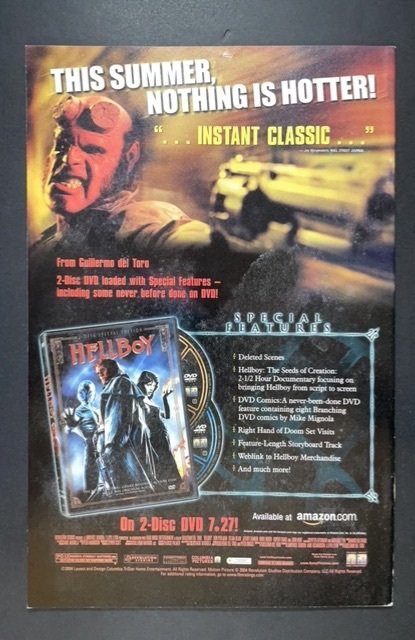 THIS SUMMER,
NOTHING IS HOTTER!
"... INSTANT CLASSIC ..."
From Guillermo del Toro
2-Disc DVD loaded with Special Features –
including some never before done on DVD!
SPECIAL
FEATURES
Deleted Scenes
Hellboy: The Seeds of Creation:
2-1/2 Hour Documentary focusing on
bringing Hellboy from script to screen
DVD Comics: A never-been-done DVD
feature containing eight Branching
DVD comics by Mike Mignola
Right Hand of Doom Set Visits
Feature-Length Storyboard Track
Weblink to Hellboy Merchandise
And much more!
HELLBOY
Available at amazon.com
On 2-Disc DVD 7.27!